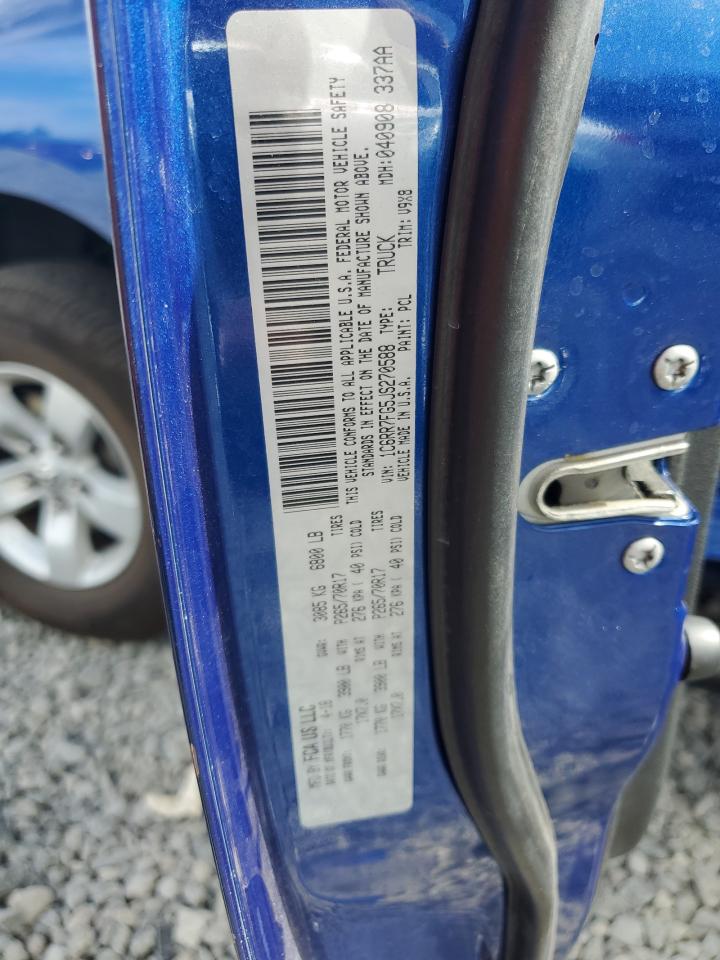 MFD BY FCA US LLC
DATE OF MFR 4-18 GVWR: 3085 KG 6800 LB
GAWR FRONT: 1770 KG 3900 LB WITH P265/70R17 TIRES
17X7.0 RIMS AT 276 KPA ( 40 PSI) COLD
GAWR REAR: 1770 KG 3900 LB WITH P265/70R17 TIRES
17X7.0 RIMS AT 276 KPA ( 40 PSI) COLD
THIS VEHICLE CONFORMS TO ALL APPLICABLE U.S.A. FEDERAL MOTOR VEHICLE SAFETY
STANDARDS IN EFFECT ON THE DATE OF MANUFACTURE SHOWN ABOVE.
VIN: 1C6RR7FG5JS270588 TYPE: TRUCK MDH: 040908 337AA
VEHICLE MADE IN U.S.A. PAINT: PCL TRIM: V9X8